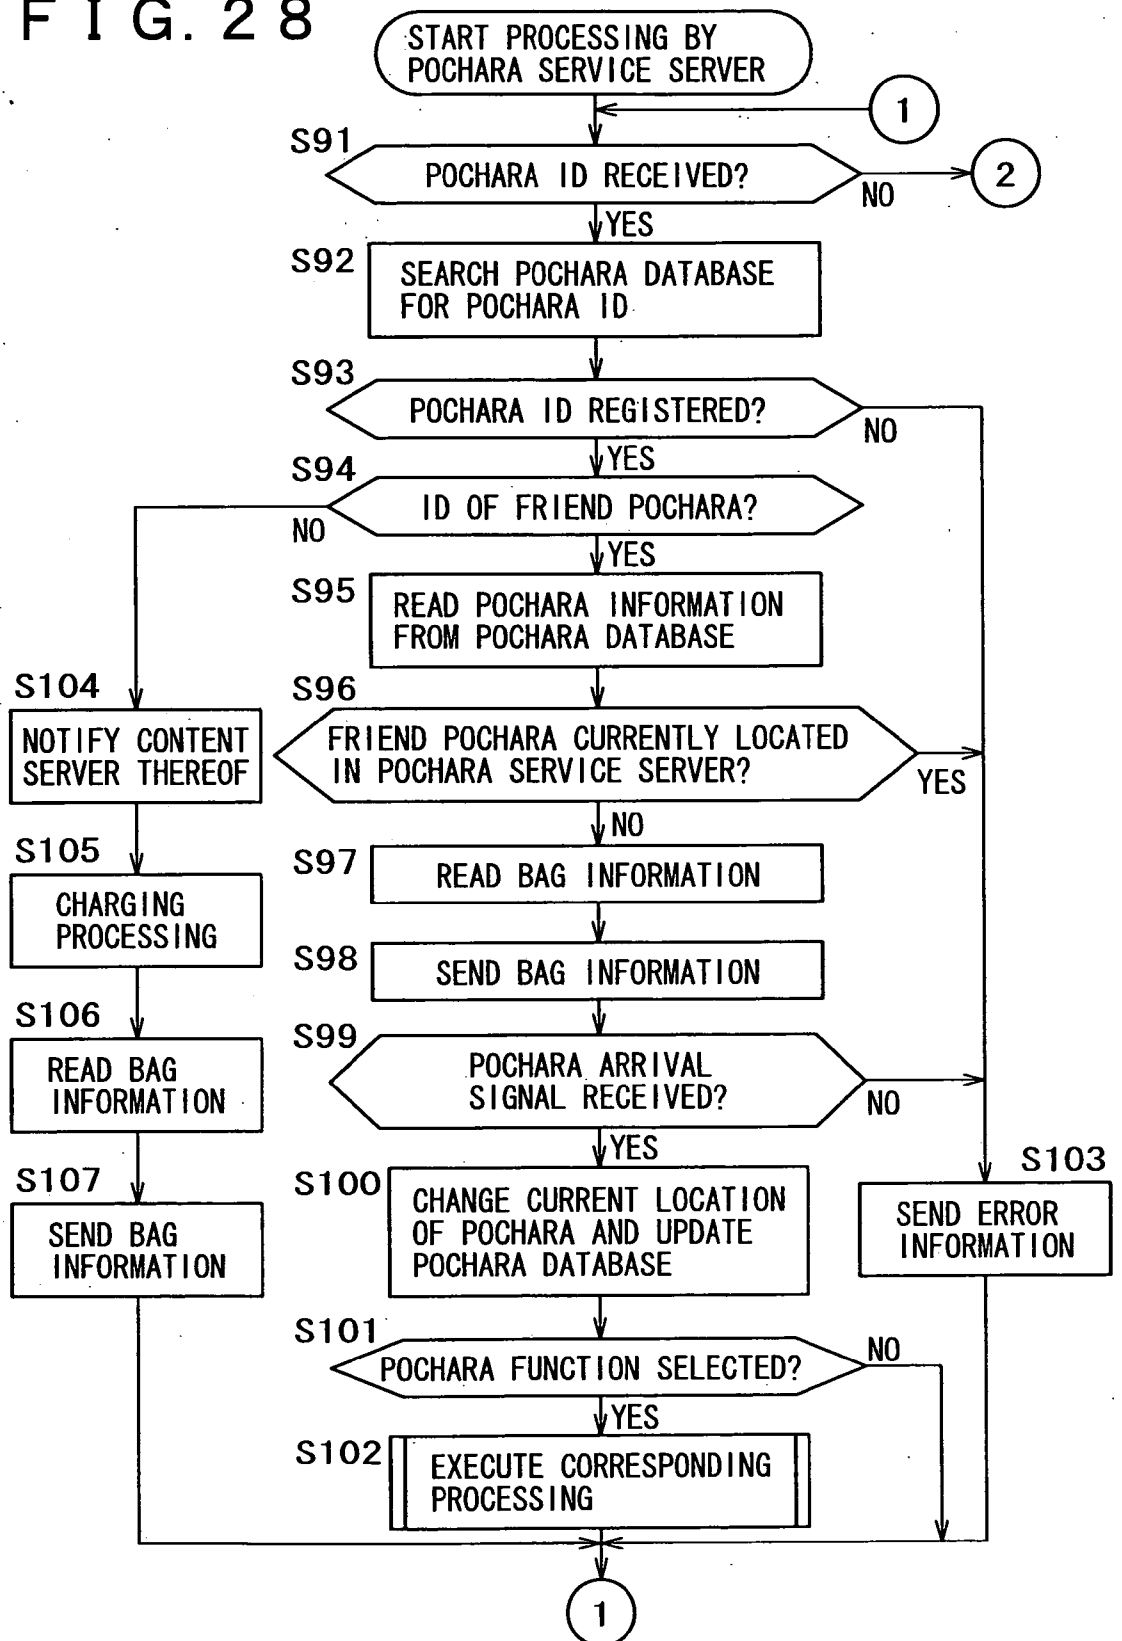 FIG. 28
START PROCESSING BY
POCHARA SERVICE SERVER
1
S91
POCHARA ID RECEIVED?
NO
2
YES
S92
SEARCH POCHARA DATABASE
FOR POCHARA ID
S93
POCHARA ID REGISTERED?
NO
YES
S94
ID OF FRIEND POCHARA?
NO
YES
S95
READ POCHARA INFORMATION
FROM POCHARA DATABASE
S96
FRIEND POCHARA CURRENTLY LOCATED
IN POCHARA SERVICE SERVER?
YES
NO
S104
NOTIFY CONTENT
SERVER THEREOF
S97
READ BAG INFORMATION
S105
CHARGING
PROCESSING
S98
SEND BAG INFORMATION
S106
READ BAG
INFORMATION
S99
POCHARA ARRIVAL
SIGNAL RECEIVED?
NO
YES
S107
SEND BAG
INFORMATION
S100
CHANGE CURRENT LOCATION
OF POCHARA AND UPDATE
POCHARA DATABASE
S103
SEND ERROR
INFORMATION
S101
POCHARA FUNCTION SELECTED?
NO
YES
S102
EXECUTE CORRESPONDING
PROCESSING
1